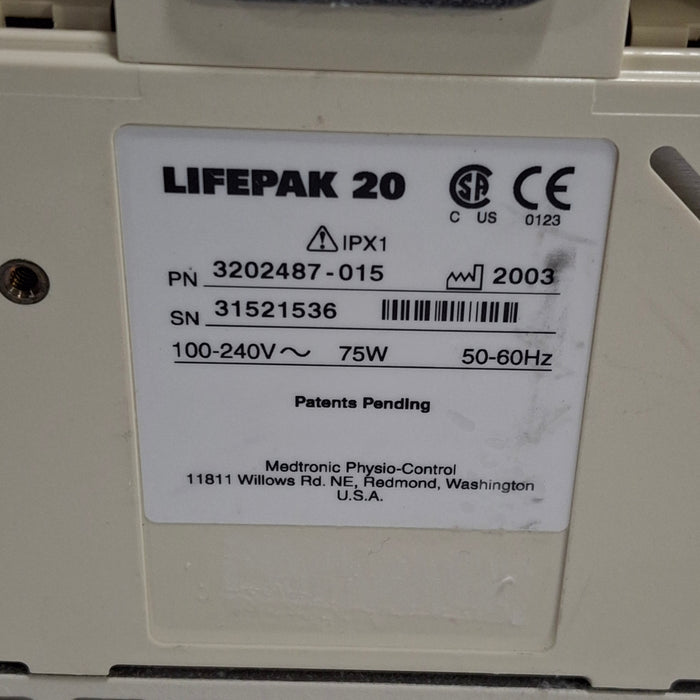 LIFEPAK 20
C US
0123
IPX1
PN 3202487-015 2003
SN 31521536
100-240V~ 75W 50-60Hz
Patents Pending
Medtronic Physio-Control
11811 Willows Rd. NE, Redmond, Washington
U.S.A.